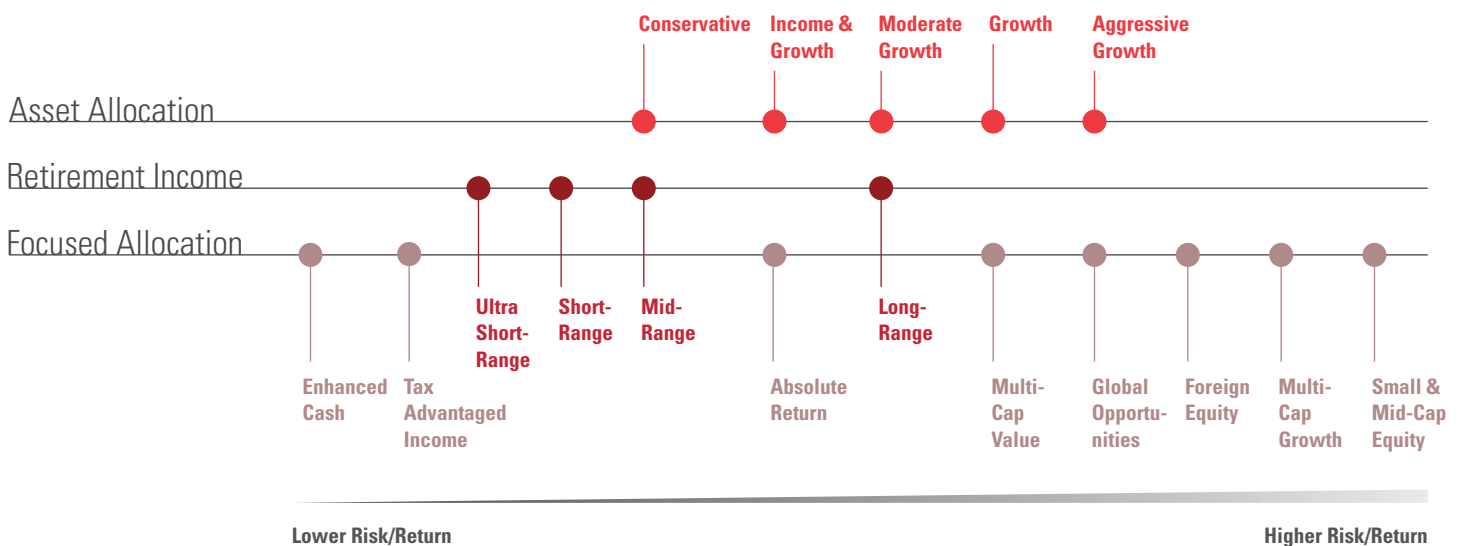 Conservative
Income &
Growth
Moderate
Growth
Growth
Aggressive
Growth
Asset Allocation
Retirement Income
Focused Allocation
Ultra
Short-
Range
Short-
Range
Mid-
Range
Long-
Range
Enhanced
Cash
Tax
Advantaged
Income
Absolute
Return
Multi-
Cap
Value
Global
Opportu-
nities
Foreign
Equity
Multi-
Cap
Growth
Small &
Mid-Cap
Equity
Lower Risk/Return
Higher Risk/Return